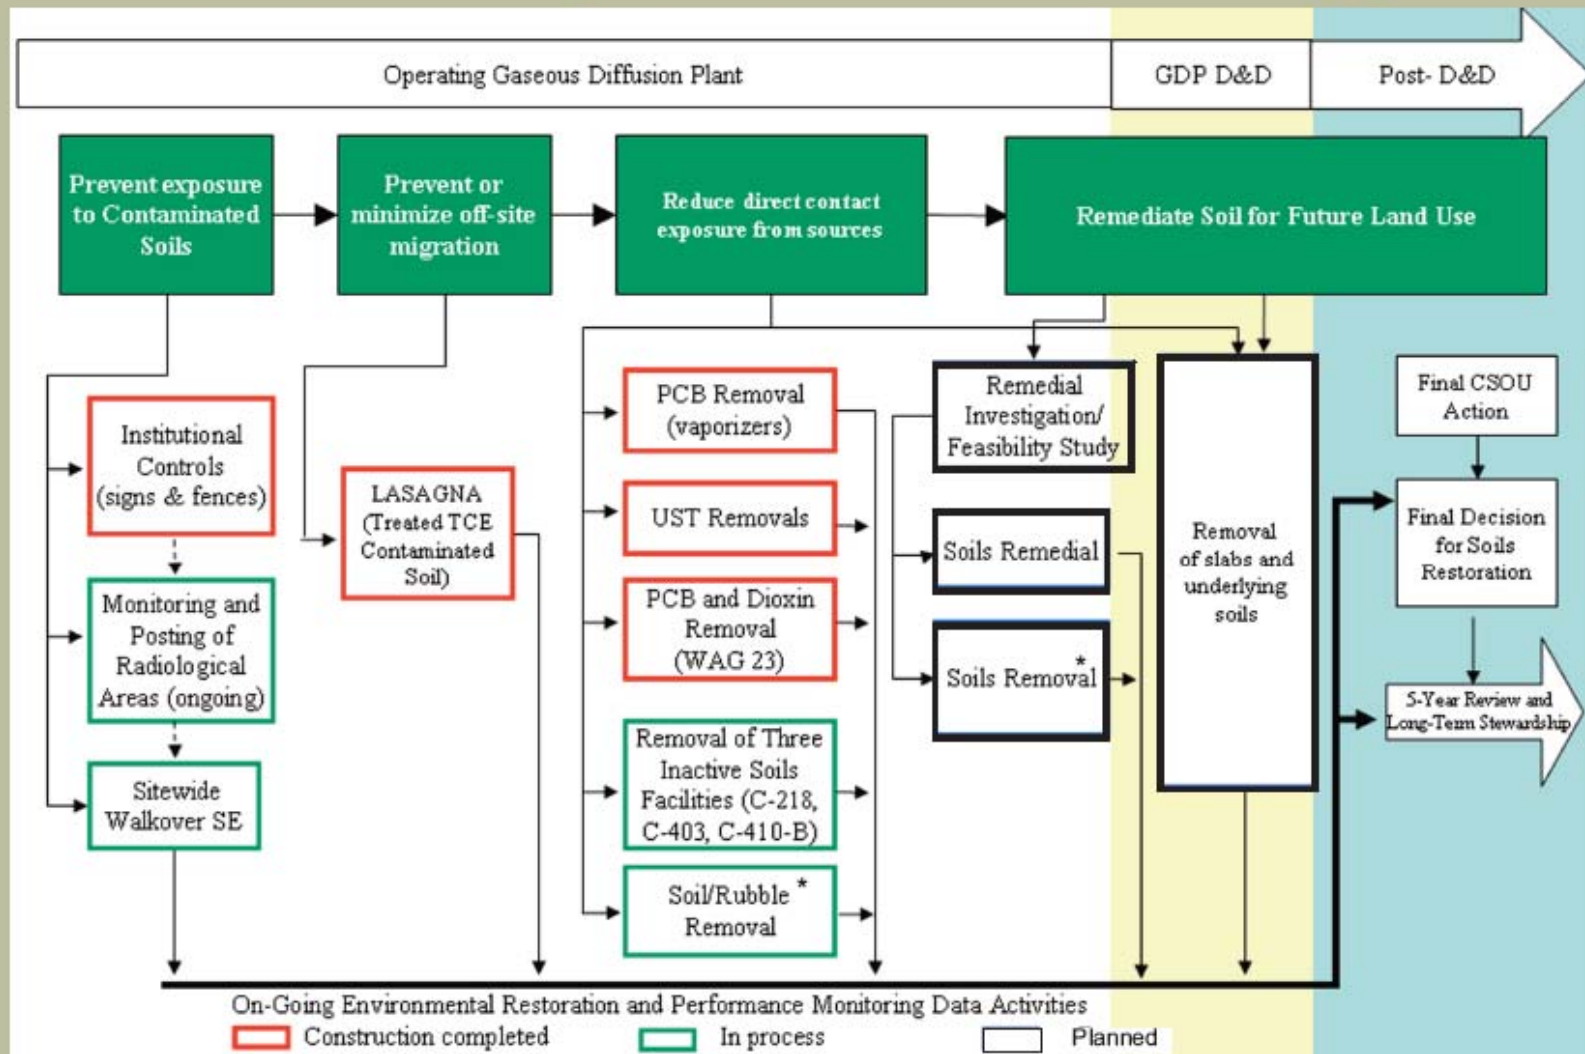 Operating Gaseous Diffusion Plant
GDP D&D
Post- D&D
Prevent exposure
to Contaminated
Soils
Prevent or
minimize off-site
migration
Reduce direct contact
exposure from sources
Remediate Soil for Future Land Use
Institutional
Controls
(signs & fences)
Monitoring and
Posting of
Radiological
Areas (ongoing)
Sitewide
Walkover SE
LASAGNA
(Treated TCE
Contaminated
Soil)
PCB Removal
(vaporizers)
UST Removals
PCB and Dioxin
Removal
(WAG 23)
Removal of Three
Inactive Soils
Facilities (C-218,
C-403, C-410-B)
Soil/Rubble *
Removal
Remedial
Investigation/
Feasibility Study
Soils Remedial
Soils Removal*
Removal
of slabs and
underlying
soils
Final CSOU
Action
Final Decision
for Soils
Restoration
5-Year Review and
Long-Term Stewardship
On-Going Environmental Restoration and Performance Monitoring Data Activities
Construction completed
In process
Planned